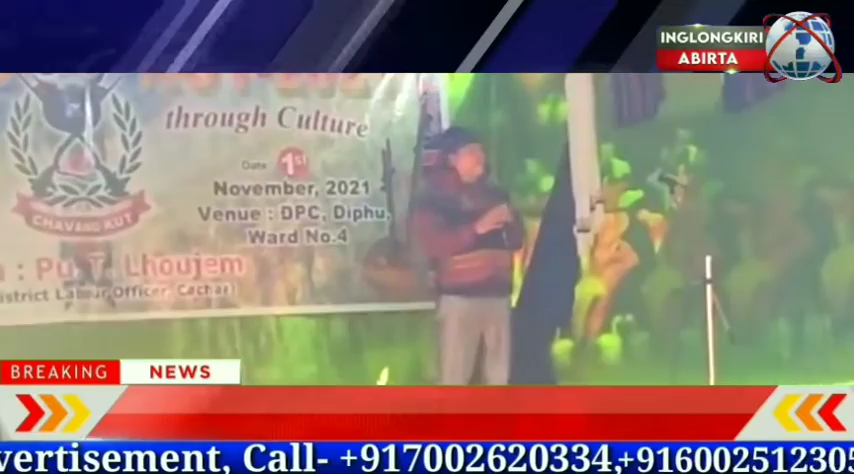 INGLONGKIRI
ABIRTA
through Culture
Date 1st
November, 2021
Venue : DPC, Diphu,
Ward No.4
CHAVANG KUT
: Pu T. Lhoujem
District Labour Officer, Cachar
BREAKING NEWS
vertisement, Call- +917002620334,+91600251230